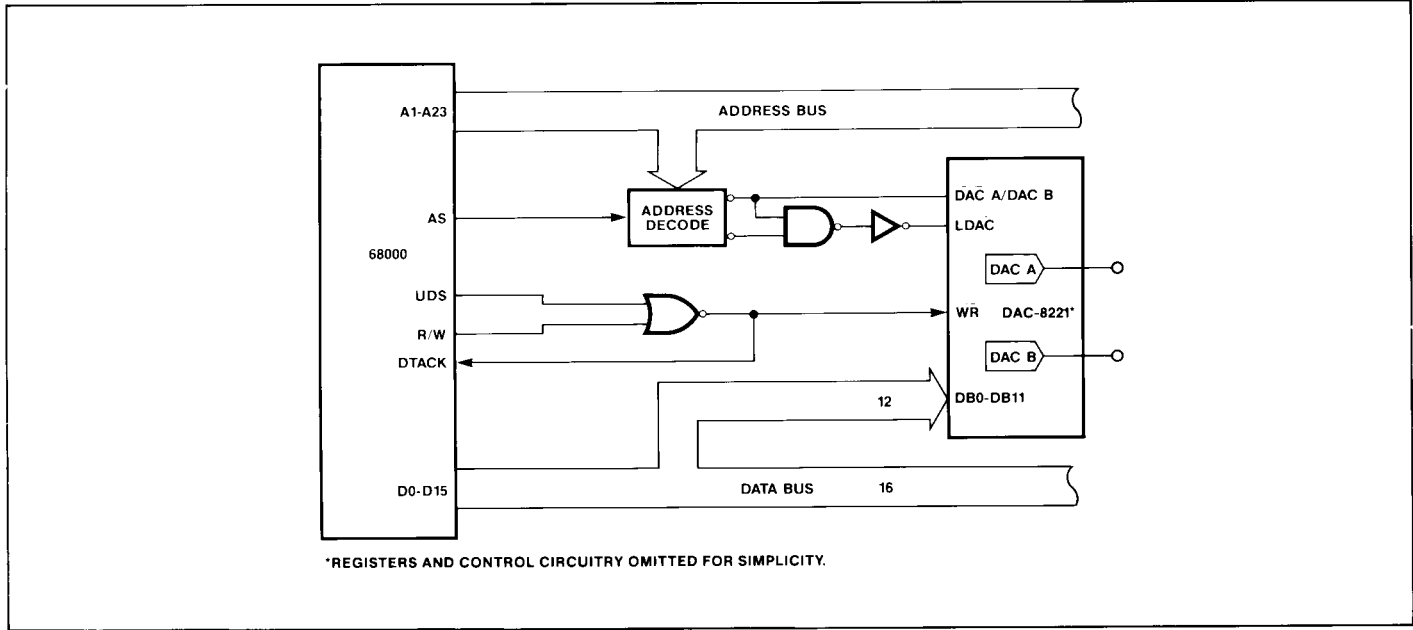 A1-A23
ADDRESS BUS
AS
ADDRESS
DECODE
DAC A/DAC B
LDAC
68000
DAC A
UDS
R/W
WR
DAC-8221*
DTACK
DAC B
12
DB0-DB11
D0-D15
DATA BUS
16
*REGISTERS AND CONTROL CIRCUITRY OMITTED FOR SIMPLICITY.